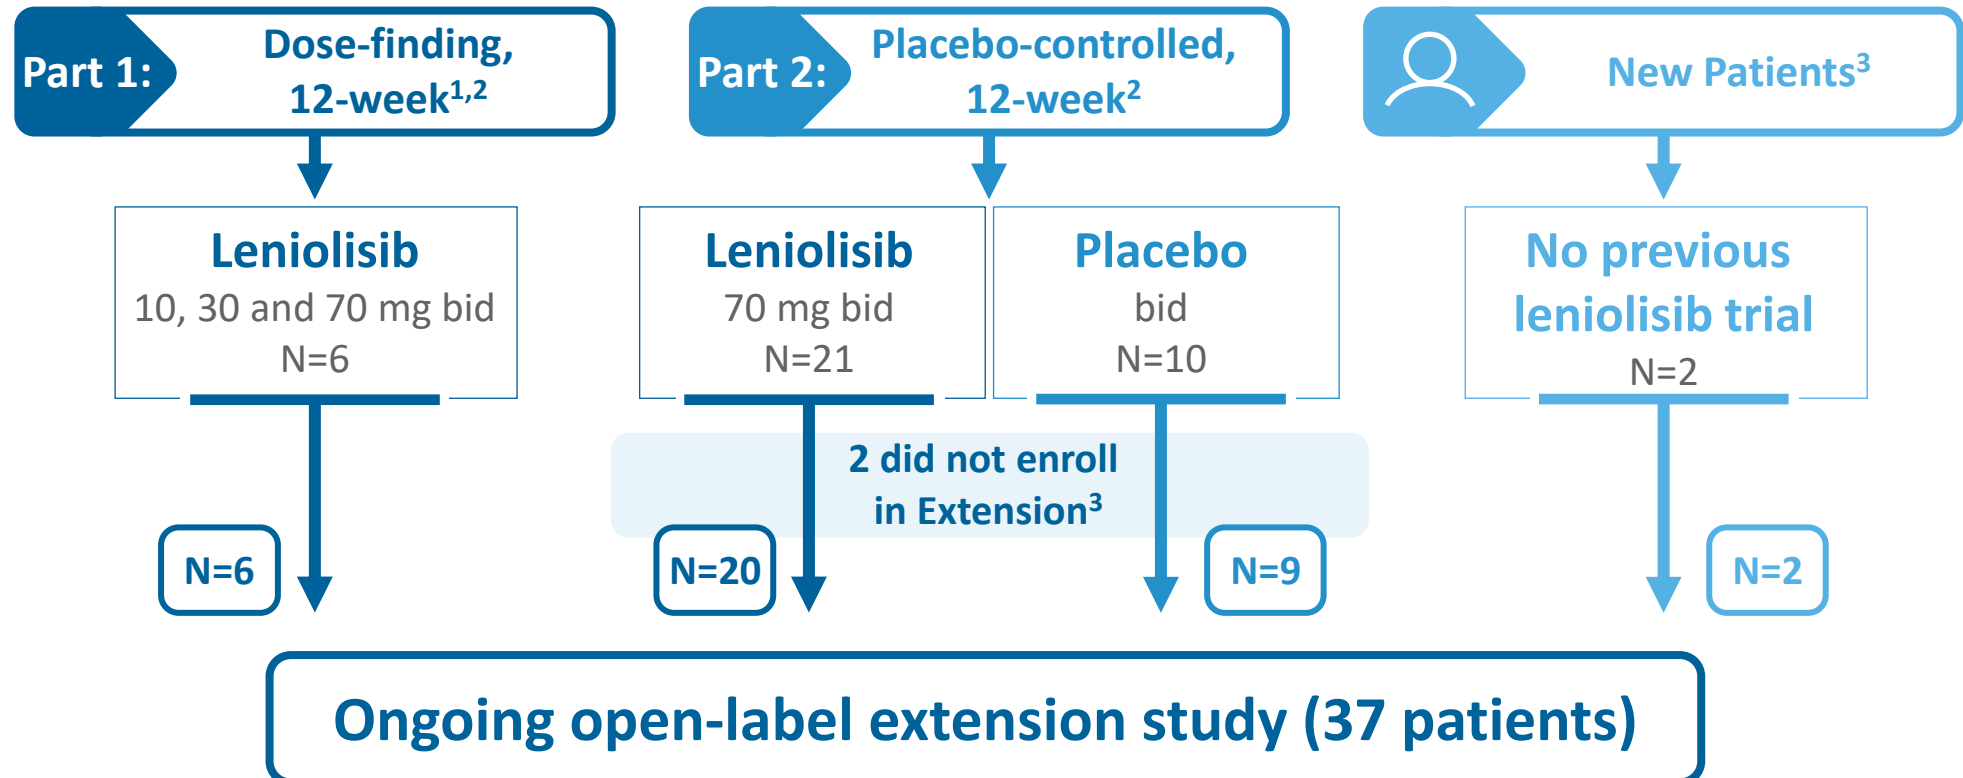 Part 1:
Dose-finding,
12-week1,2
Part 2:
Placebo-controlled,
12-week2
New Patients3
Leniolisib
10, 30 and 70 mg bid
N=6
Leniolisib
70 mg bid
N=21
Placebo
bid
N=10
No previous
leniolisib trial
N=2
2 did not enroll
in Extension3
N=6
N=20
N=9
N=2
Ongoing open-label extension study (37 patients)